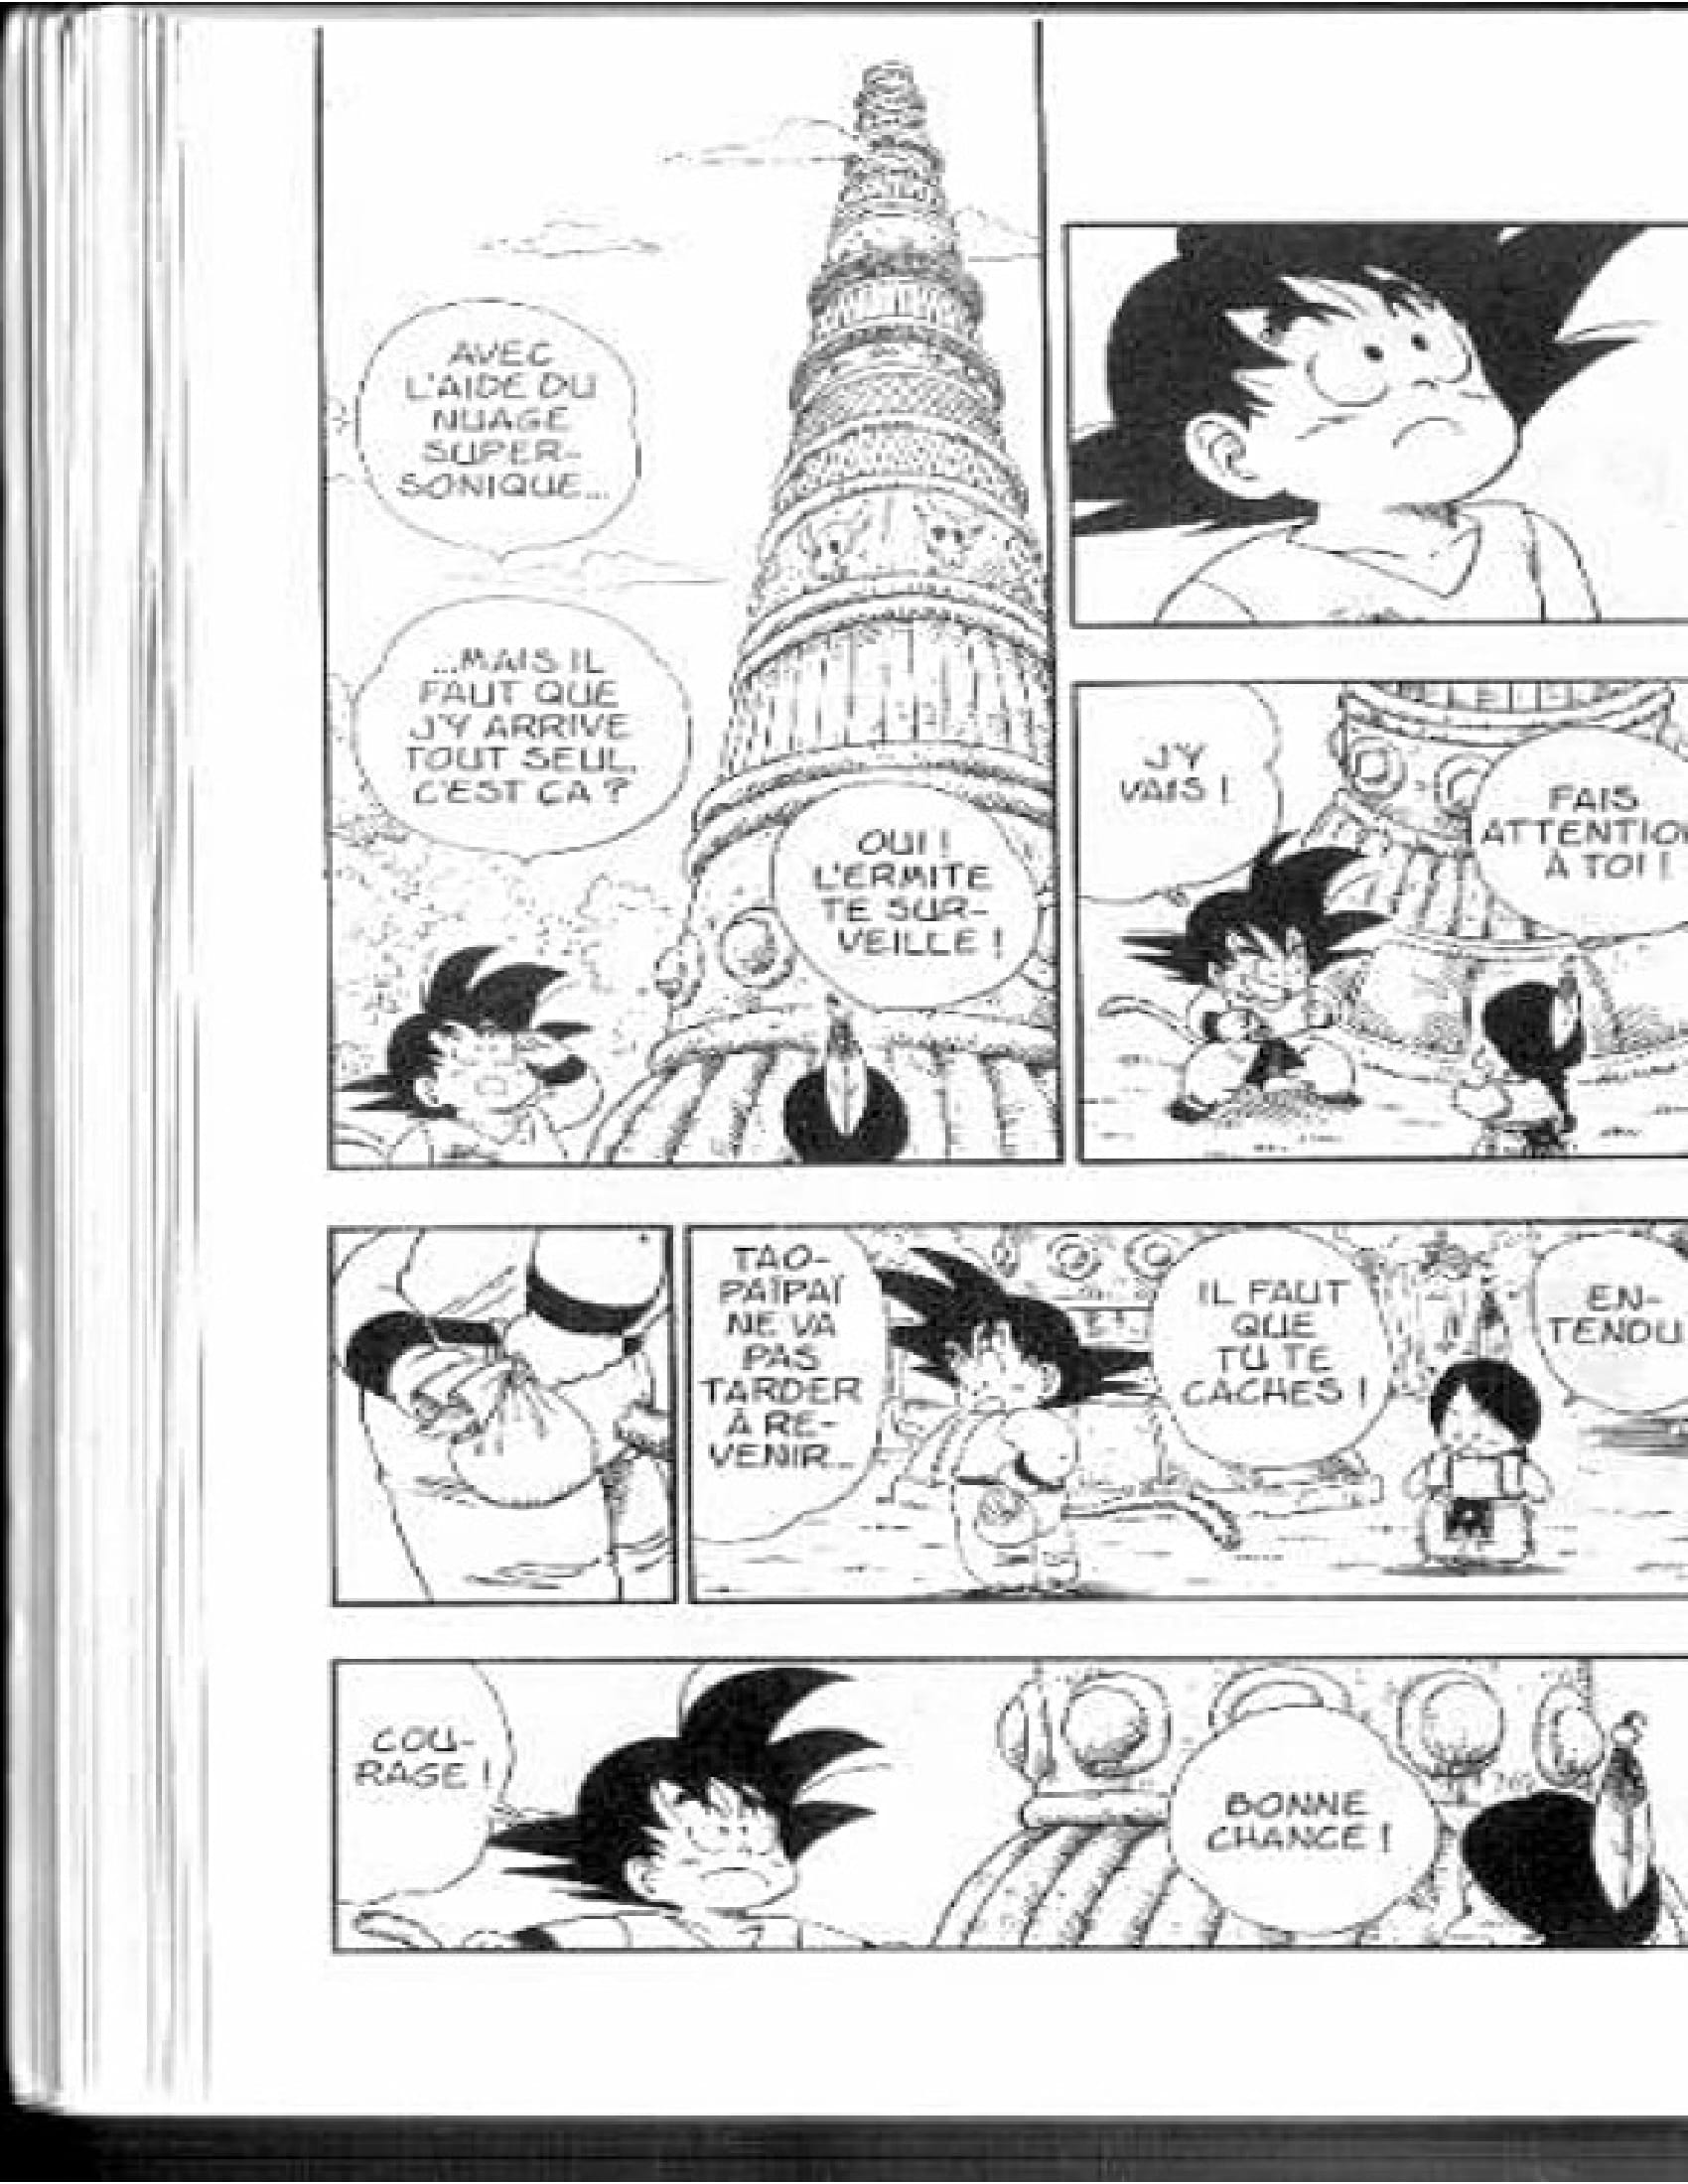 AVEC
L'AIDE DU
NUAGE
SUPER-
SONIQUE...
...MAIS IL
FAUT QUE
J'Y ARRIVE
TOUT SEUL,
C'EST ÇA ?
OUI !
L'ERMITE
TE SUR-
VEILLE !
J'Y
VAIS !
FAIS
ATTENTION
À TOI !
TAO-
PAÏPAÏ
NE VA
PAS
TARDER
À RE-
VENIR...
IL FAUT
QUE
TU TE
CACHES !
EN-
TENDU
COU-
RAGE !
BONNE
CHANCE !